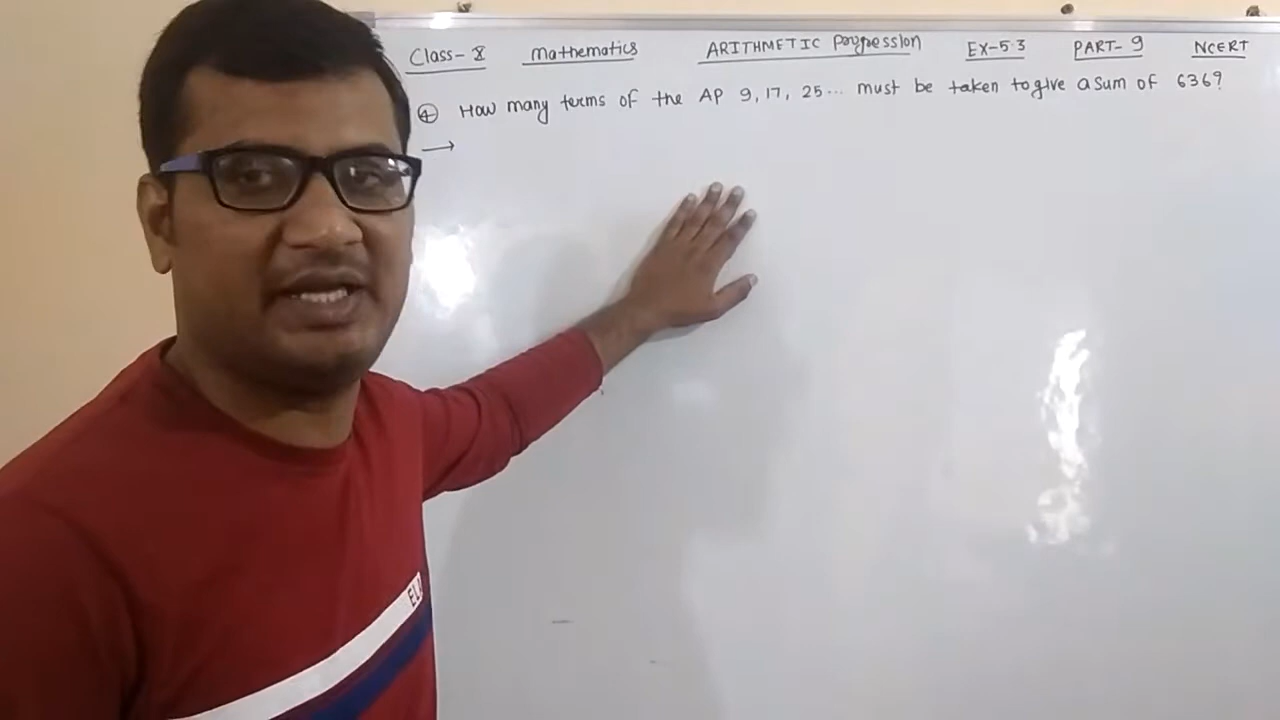 Class-X Mathematics ARITHMETIC Progression EX-5.3 PART-9 NCERT
④ How many terms of the AP 9, 17, 25... must be taken to give a sum of 636?
→